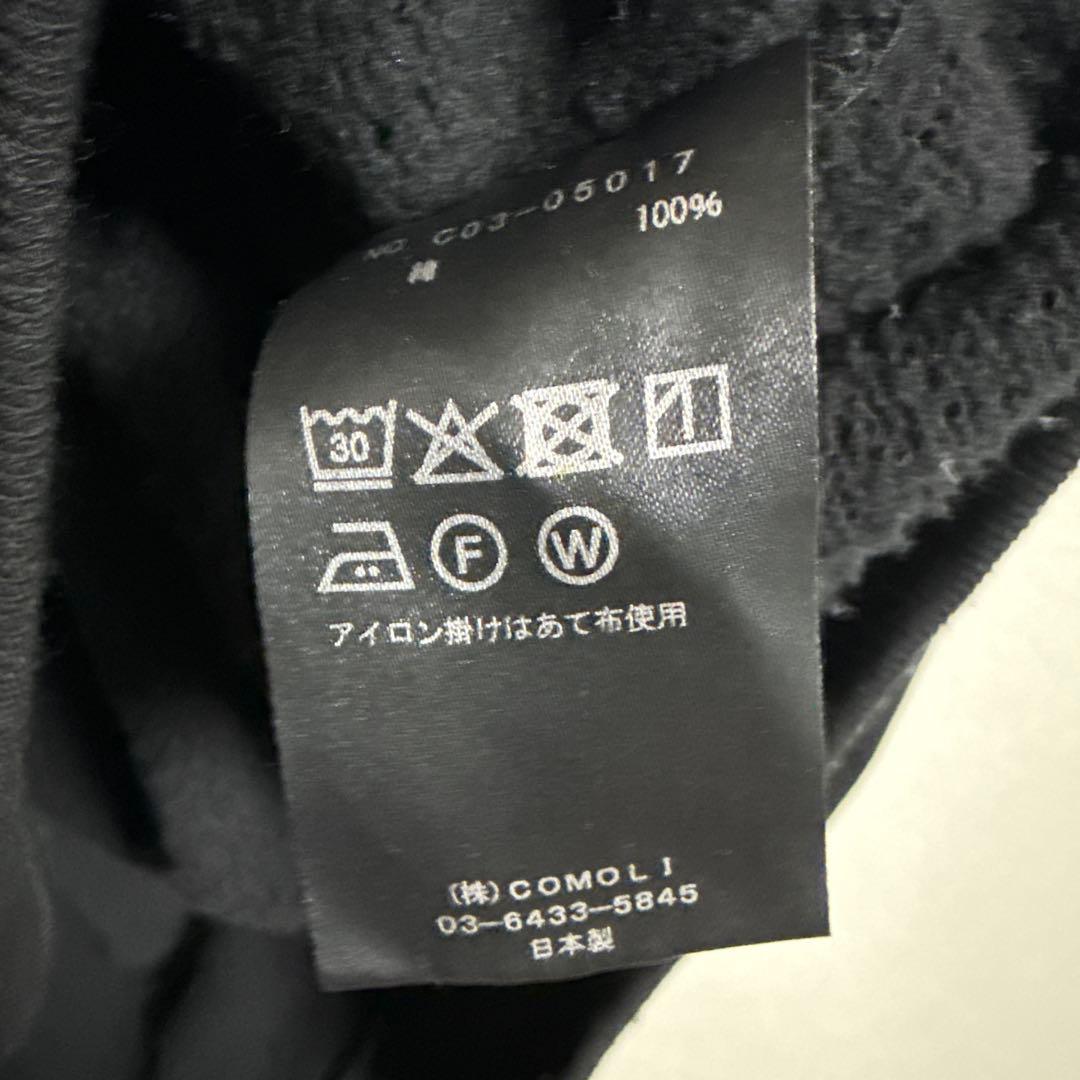 NO. C03-05017
綿 100%
30
F W
アイロン掛けはあて布使用
(株)COMOLI
03-6433-5845
日本製